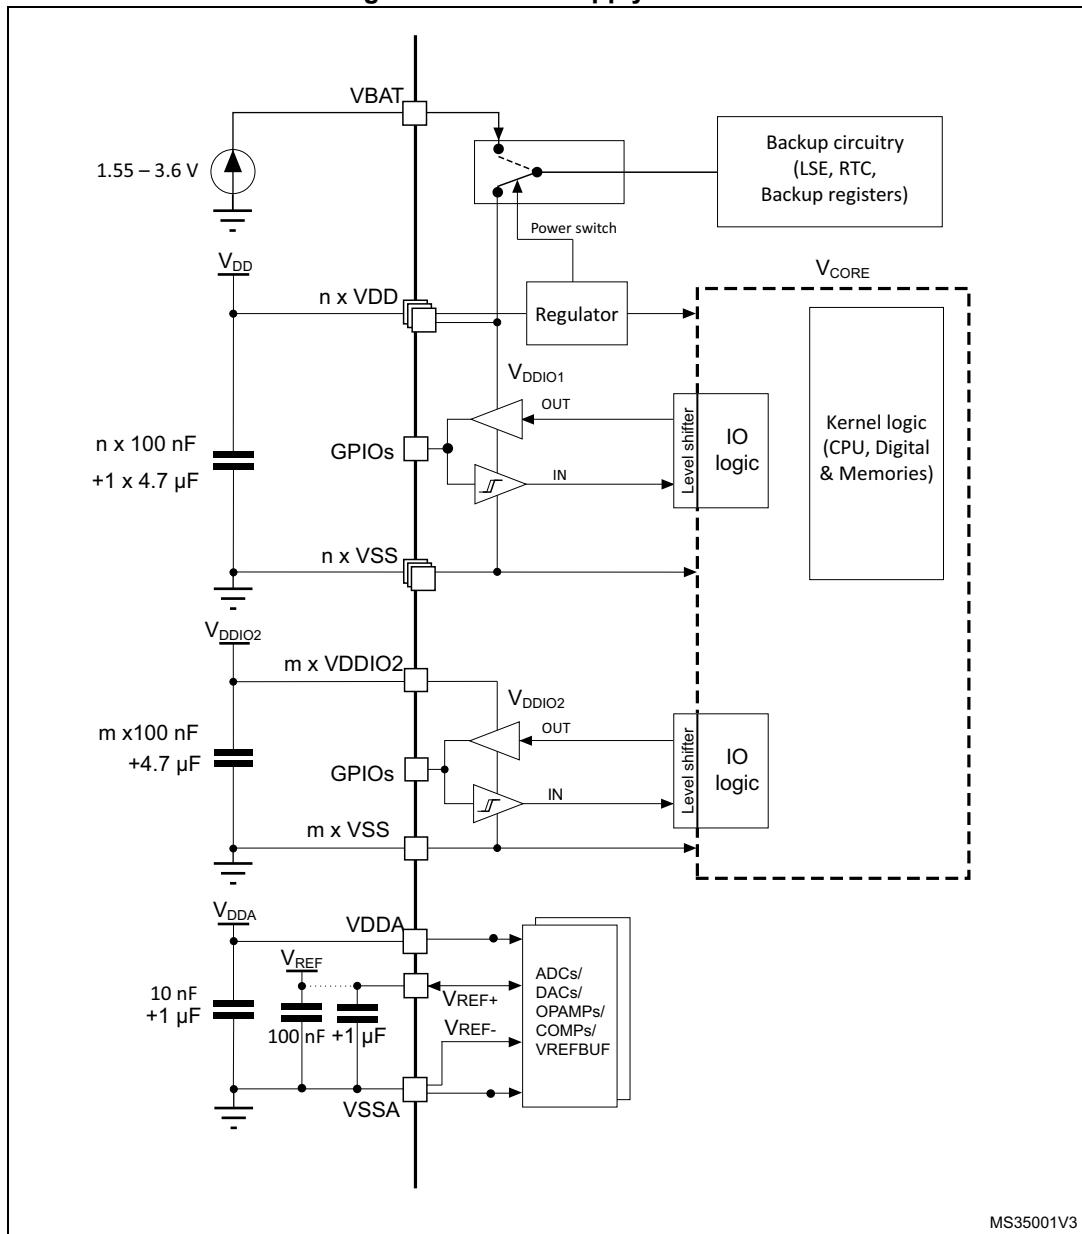 VBAT
1.55 – 3.6 V
Backup circuitry
(LSE, RTC,
Backup registers)
Power switch
VDD
n x VDD
Regulator
VCORE
VDDIO1
OUT
n x 100 nF
+1 x 4.7 µF
GPIOs
IN
Level shifter
IO
logic
Kernel logic
(CPU, Digital
& Memories)
n x VSS
VDDIO2
m x VDDIO2
VDDIO2
OUT
m x100 nF
+4.7 µF
GPIOs
IN
Level shifter
IO
logic
m x VSS
VDDA
VDDA
VREF
10 nF
+1 µF
100 nF
+1 µF
VREF+
VREF-
ADCs/
DACs/
OPAMPs/
COMPs/
VREFBUF
VSSA
MS35001V3